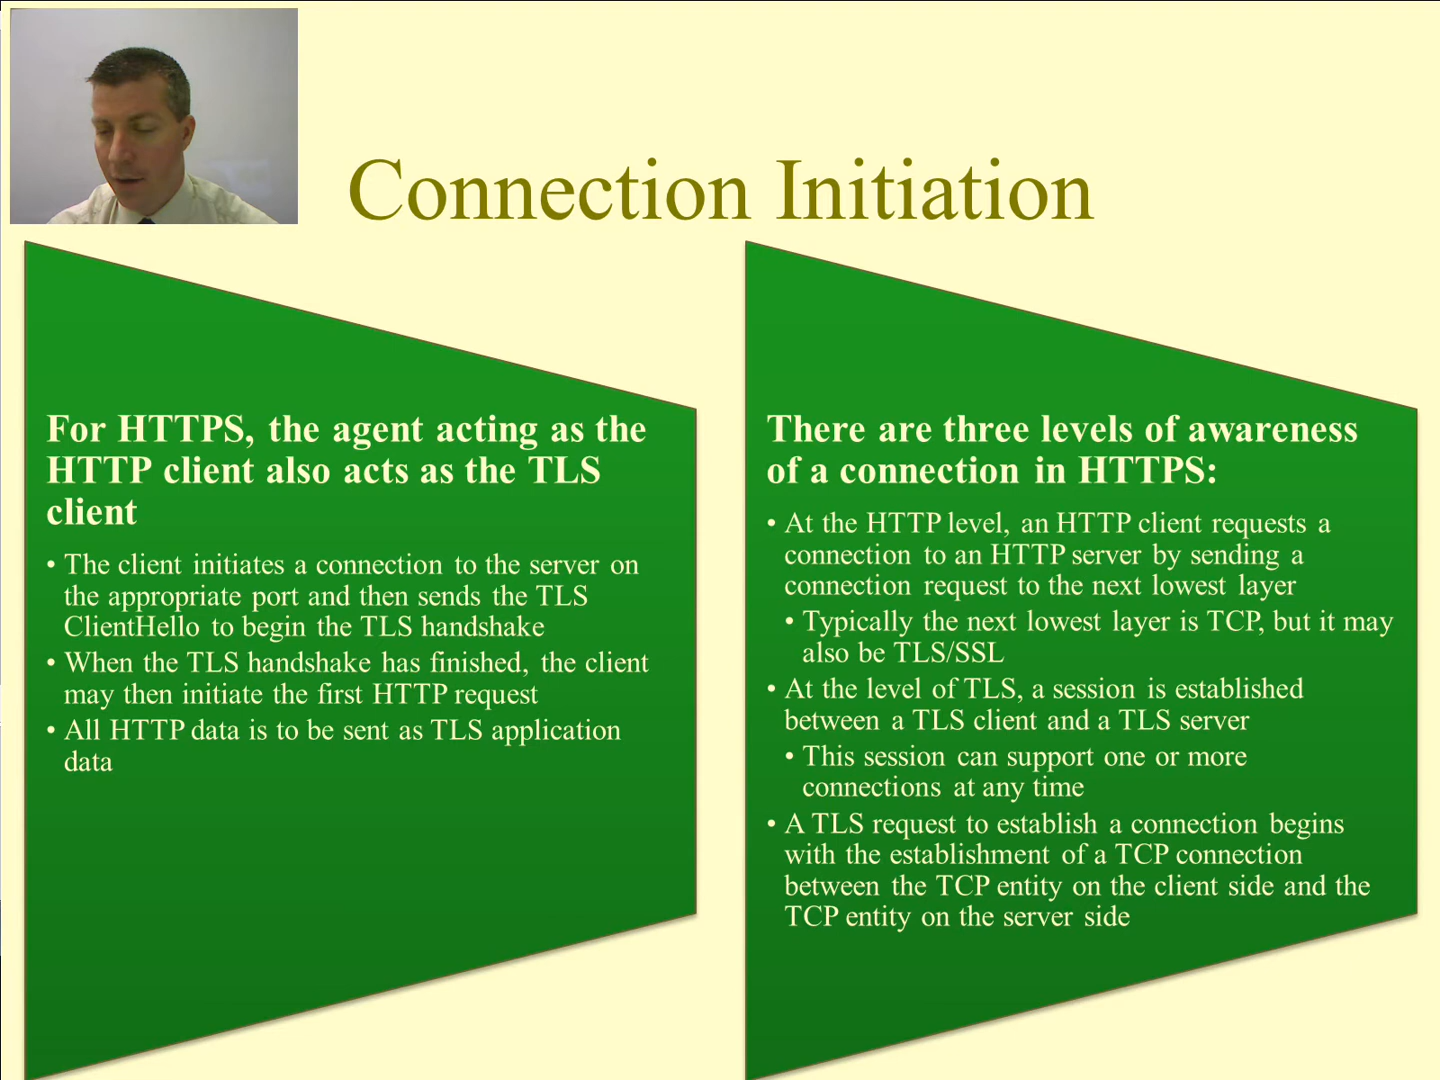 Connection Initiation
For HTTPS, the agent acting as the
HTTP client also acts as the TLS
client
• The client initiates a connection to the server on
the appropriate port and then sends the TLS
ClientHello to begin the TLS handshake
• When the TLS handshake has finished, the client
may then initiate the first HTTP request
• All HTTP data is to be sent as TLS application
data
There are three levels of awareness
of a connection in HTTPS:
• At the HTTP level, an HTTP client requests a
connection to an HTTP server by sending a
connection request to the next lowest layer
• Typically the next lowest layer is TCP, but it may
also be TLS/SSL
• At the level of TLS, a session is established
between a TLS client and a TLS server
• This session can support one or more
connections at any time
• A TLS request to establish a connection begins
with the establishment of a TCP connection
between the TCP entity on the client side and the
TCP entity on the server side